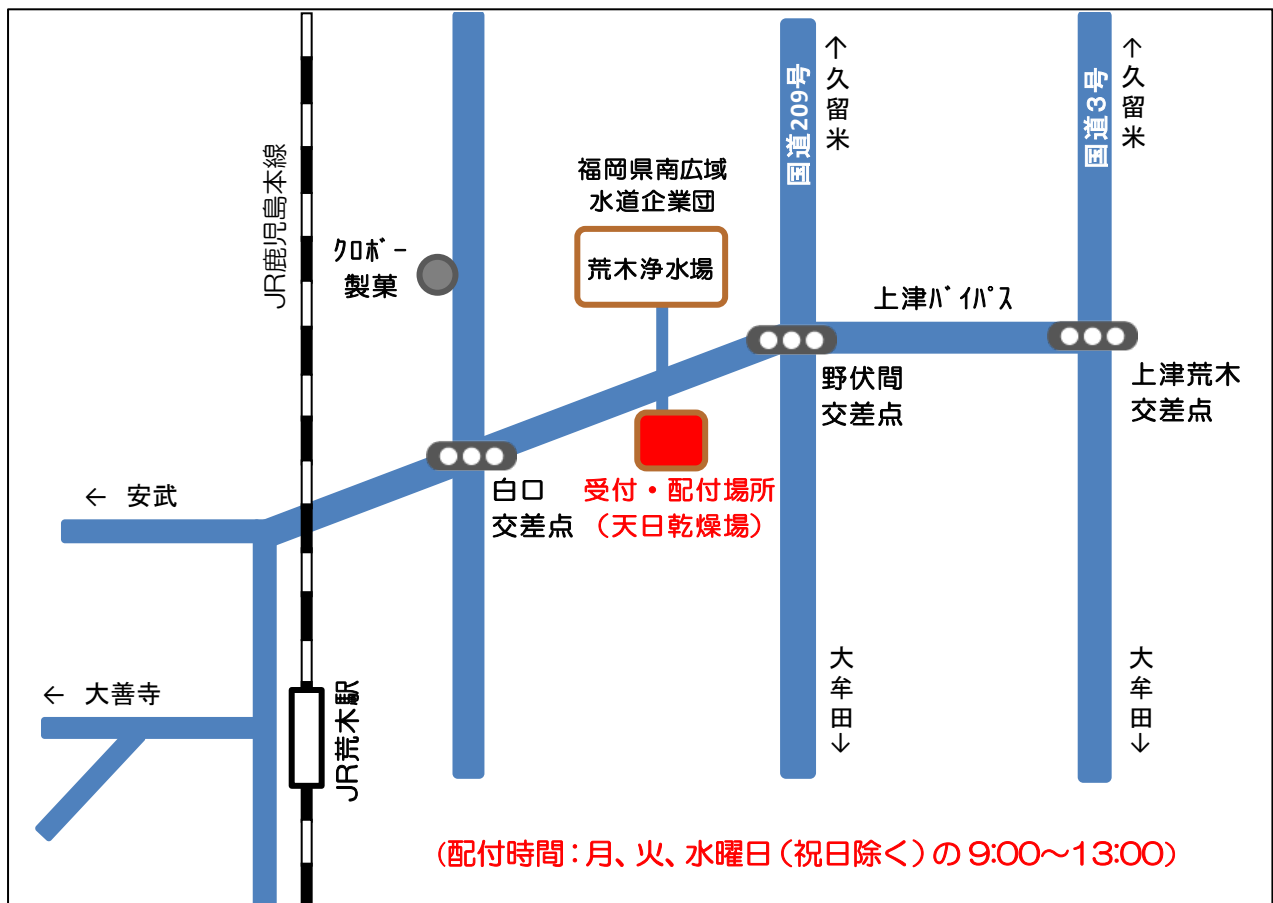 ↑久留米
↑久留米
国道209号
国道3号
JR鹿児島本線
福岡県南広域
水道企業団
荒木浄水場
ｸﾛﾎﾞｰ
製菓
上津ﾊﾞｲﾊﾟｽ
野伏間
交差点
上津荒木
交差点
白口
交差点
受付・配付場所
（天日乾燥場）
← 安武
← 大善寺
JR荒木駅
大牟田↓
大牟田↓
（配付時間：月、火、水曜日（祝日除く）の 9:00～13:00）